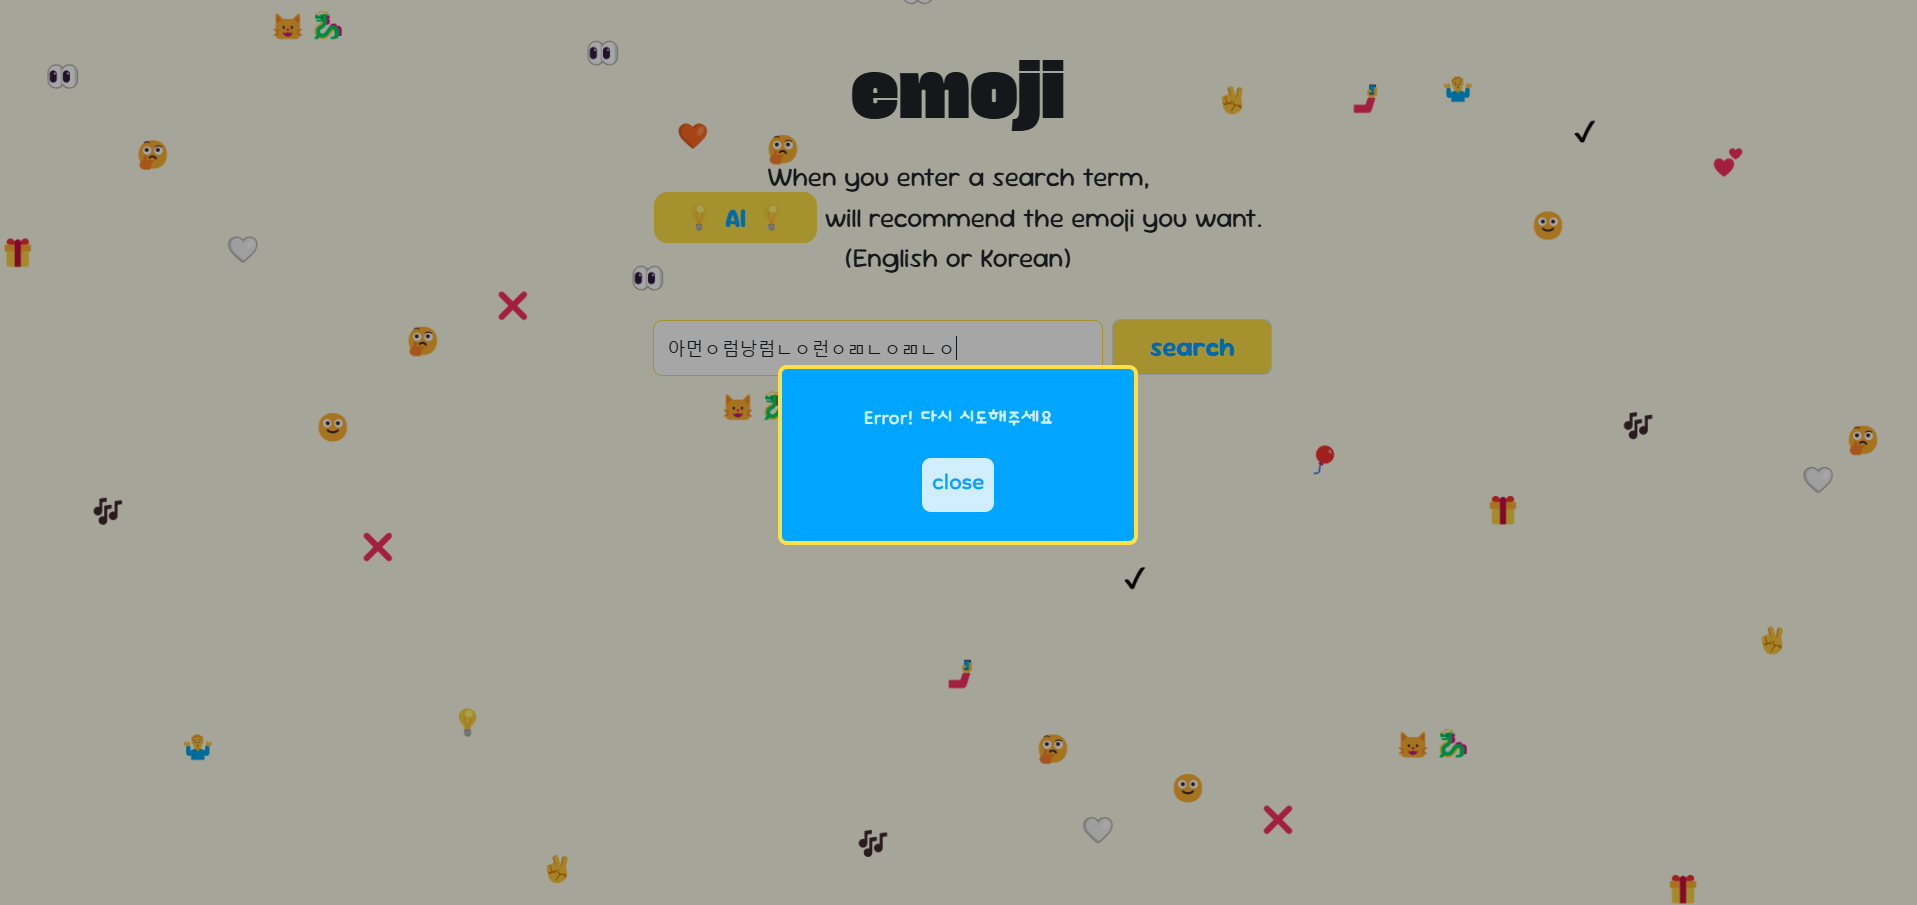 emoji
When you enter a search term,
AI will recommend the emoji you want.
(English or Korean)
아먼ㅇ럼낭럼ㄴㅇ런ㅇㄻㄴㅇㄻㄴㅇ
search
Error! 다시 시도해주세요
close